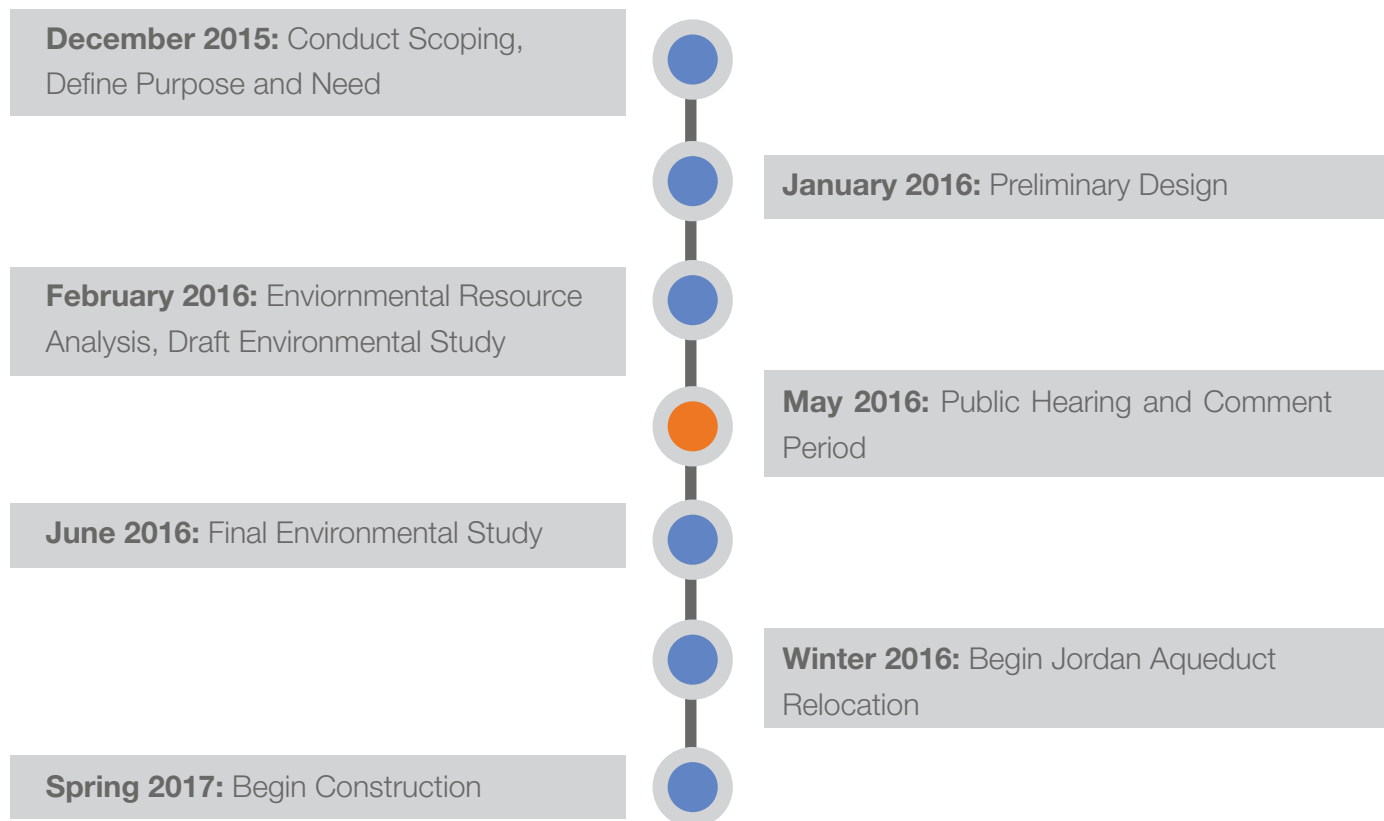 December 2015: Conduct Scoping,
Define Purpose and Need
January 2016: Preliminary Design
February 2016: Enviornmental Resource
Analysis, Draft Environmental Study
May 2016: Public Hearing and Comment
Period
June 2016: Final Environmental Study
Winter 2016: Begin Jordan Aqueduct
Relocation
Spring 2017: Begin Construction